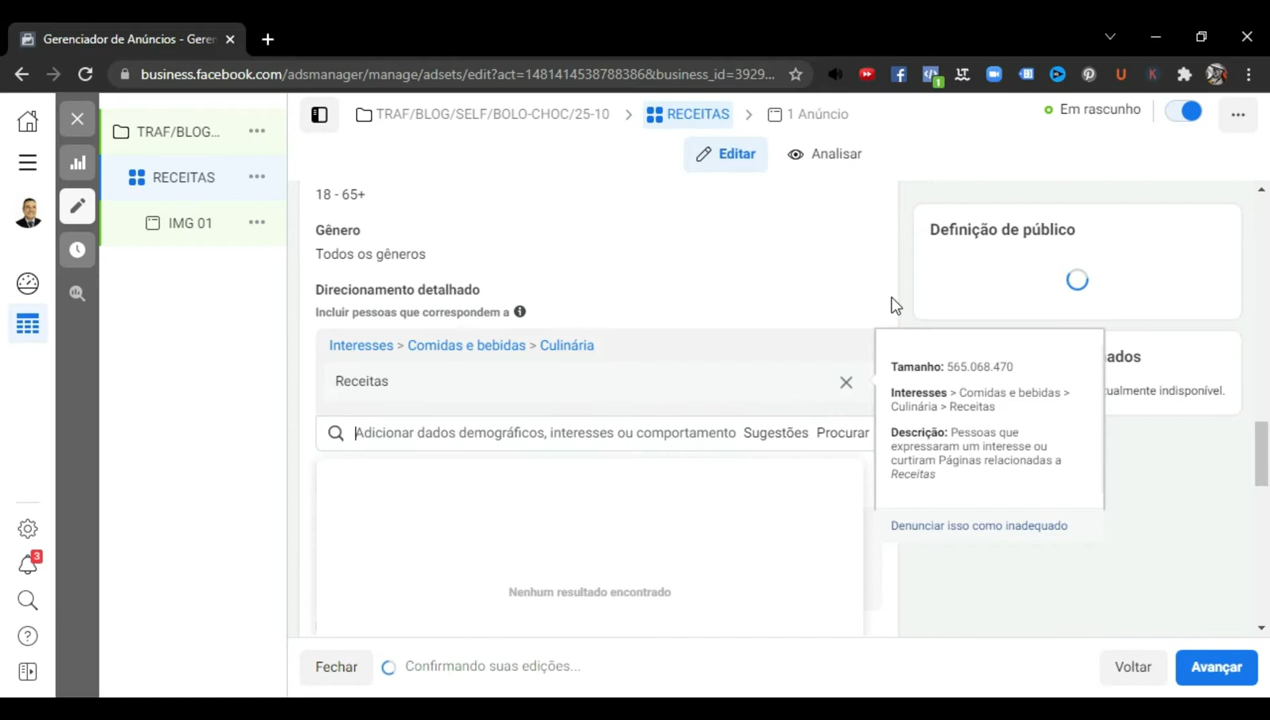 Gerenciador de Anúncios - Geren
business.facebook.com/adsmanager/manage/adsets/edit?act=148141453878838​6&business_id=3929...
TRAF/BLOG/SELF/BOLO-CHOC/25-10
RECEITAS
1 Anúncio
Em rascunho
Editar
Analisar
TRAF/BLOG...
RECEITAS
IMG 01
18 - 65+
Gênero
Todos os gêneros
Direcionamento detalhado
Incluir pessoas que correspondem a
Interesses > Comidas e bebidas > Culinária
Receitas
Adicionar dados demográficos, interesses ou comportamento
Sugestões
Procurar
Nenhum resultado encontrado
Definição de público
ados
tualmente indisponível.
Tamanho: 565.068.470
Interesses > Comidas e bebidas >
Culinária > Receitas
Descrição: Pessoas que
expressaram um interesse ou
curtiram Páginas relacionadas a
Receitas
Denunciar isso como inadequado
3
Fechar
Confirmando suas edições...
Voltar
Avançar